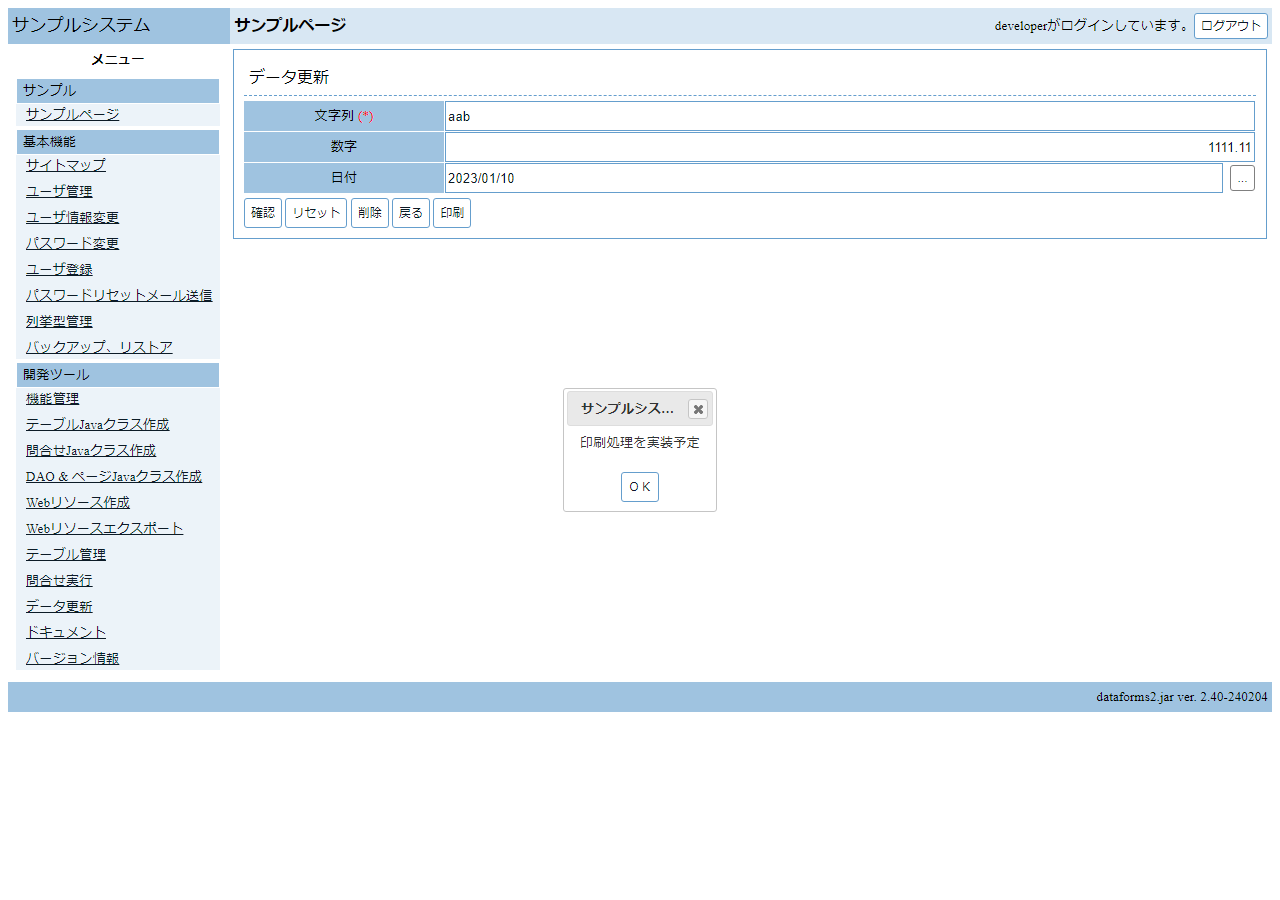 サンプルシステム
サンプルページ
developerがログインしています。 ログアウト
メニュー
サンプル
サンプルページ
基本機能
サイトマップ
ユーザ管理
ユーザ情報変更
パスワード変更
ユーザ登録
パスワードリセットメール送信
列挙型管理
バックアップ、リストア
開発ツール
機能管理
テーブルJavaクラス作成
問合せJavaクラス作成
DAO & ページJavaクラス作成
Webリソース作成
Webリソースエクスポート
テーブル管理
問合せ実行
データ更新
ドキュメント
バージョン情報
データ更新
文字列 (*) aab
数字 1111.11
日付 2023/01/10 ...
確認 リセット 削除 戻る 印刷
サンプルシス...
印刷処理を実装予定
ＯＫ
dataforms2.jar ver. 2.40-240204